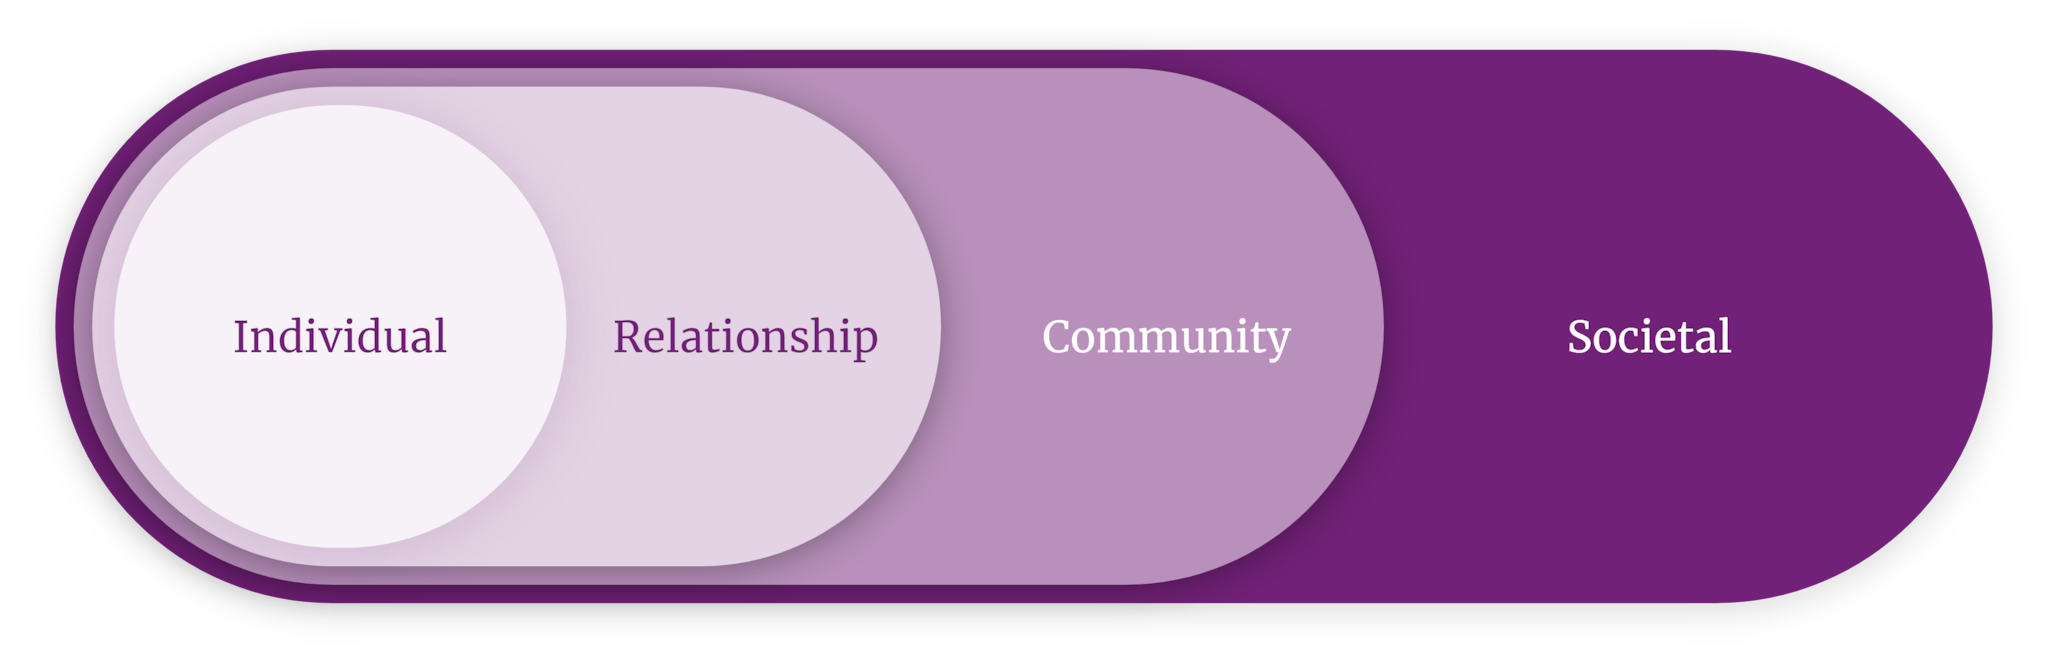 Individual
Relationship
Community
Societal